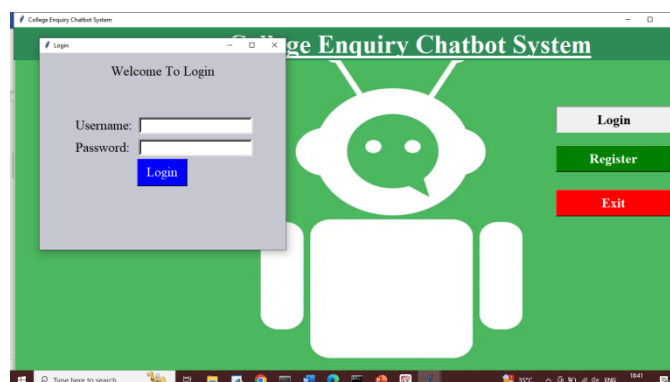 College Enquiry Chatbot System
ge Enquiry Chatbot System
Login
Welcome To Login
Username:
Password:
Login
Login
Register
Exit
Type here to search
35°C
ENG
18:41